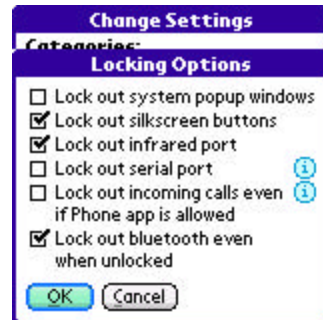 Change Settings
Categories:
Locking Options
Lock out system popup windows
Lock out silkscreen buttons
Lock out infrared port
Lock out serial port
Lock out incoming calls even
if Phone app is allowed
Lock out bluetooth even
when unlocked
OK Cancel